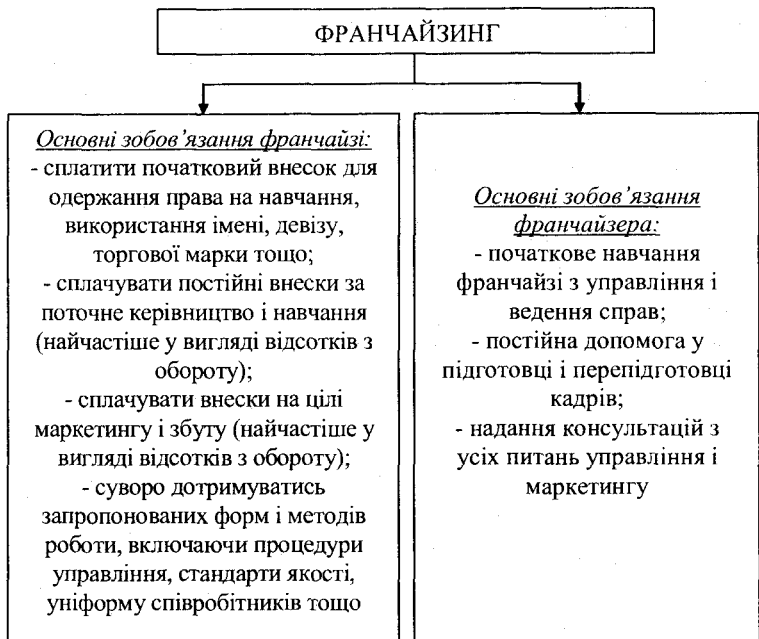 ФРАНЧАЙЗИНГ
Основні зобов’язання франчайзі:
- сплатити початковий внесок для
одержання права на навчання,
використання імені, девізу,
торгової марки тощо;
- сплачувати постійні внески за
поточне керівництво і навчання
(найчастіше у вигляді відсотків з
обороту);
- сплачувати внески на цілі
маркетингу і збуту (найчастіше у
вигляді відсотків з обороту);
- суворо дотримуватись
запропонованих форм і методів
роботи, включаючи процедури
управління, стандарти якості,
уніформу співробітників тощо
Основні зобов’язання
франчайзера:
- початкове навчання
франчайзі з управління і
ведення справ;
- постійна допомога у
підготовці і перепідготовці
кадрів;
- надання консультацій з
усіх питань управління і
маркетингу